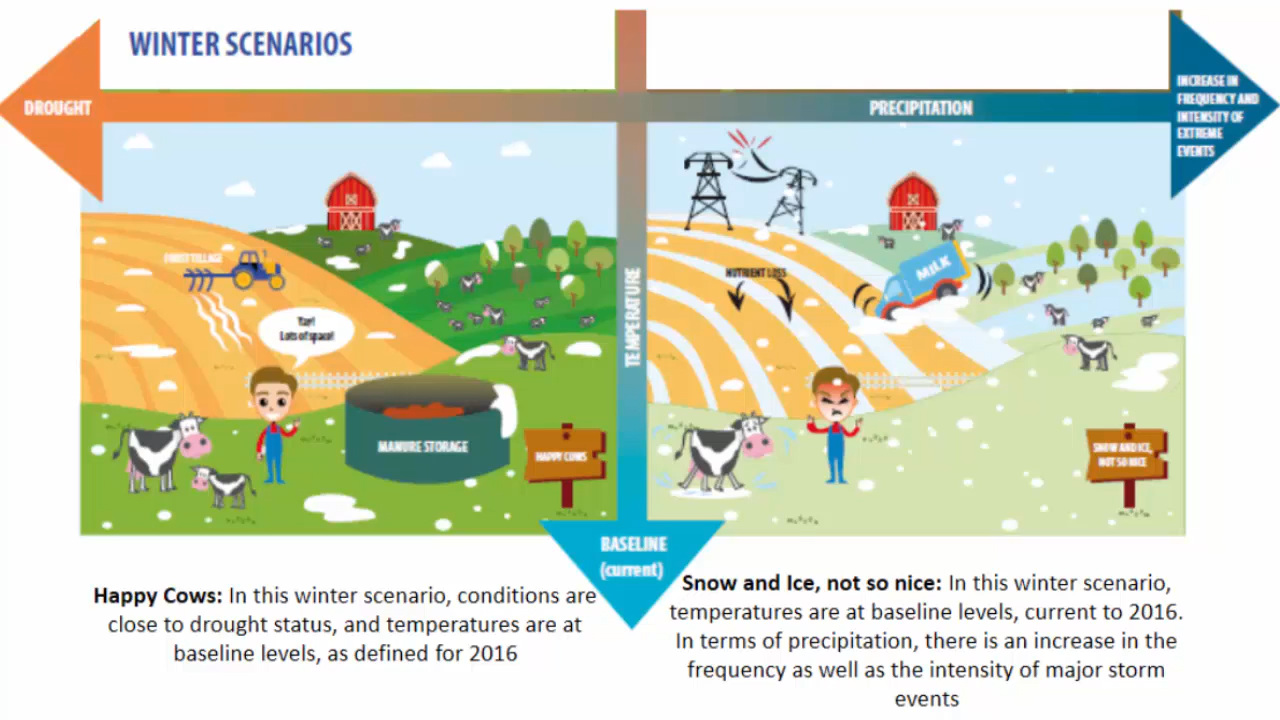 WINTER SCENARIOS
DROUGHT
PRECIPITATION
INCREASE IN
FREQUENCY AND
INTENSITY OF
EXTREME
EVENTS
TEMPERATURE
TILLAGE
Yay!
Lots of space!
MANURE STORAGE
HAPPY COWS
NUTRIENT LOSS
MILK
SNOW AND ICE,
NOT SO NICE
BASELINE
(current)
Happy Cows: In this winter scenario, conditions are
close to drought status, and temperatures are at
baseline levels, as defined for 2016
Snow and Ice, not so nice: In this winter scenario,
temperatures are at baseline levels, current to 2016.
In terms of precipitation, there is an increase in the
frequency as well as the intensity of major storm
events